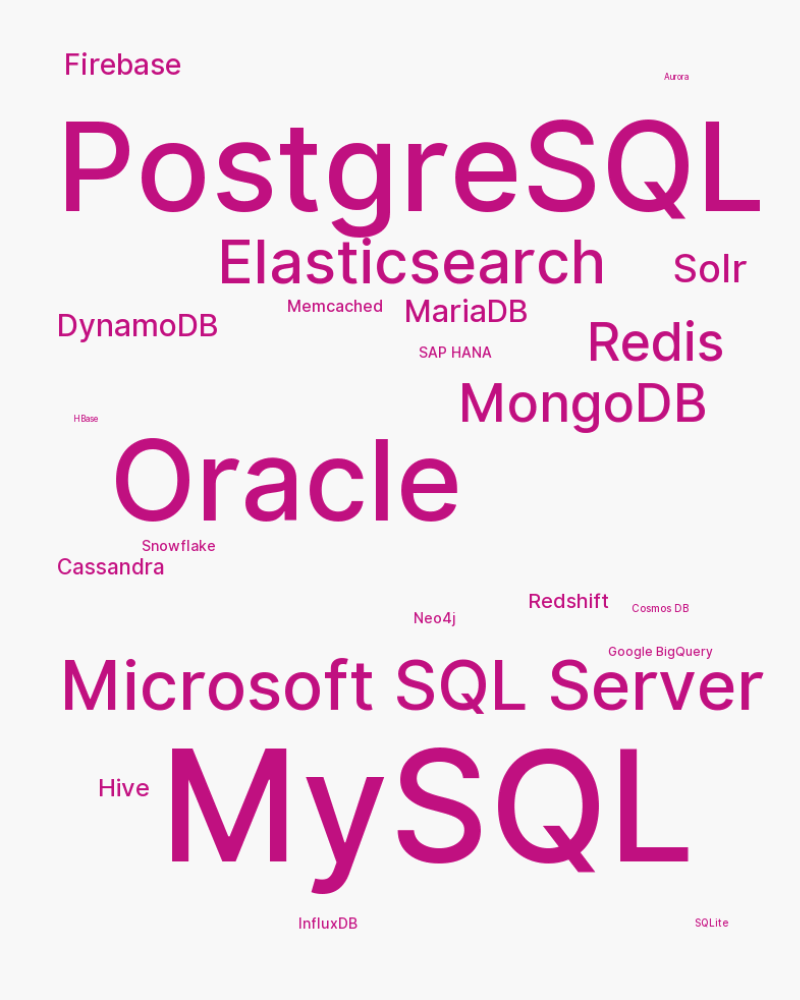 Firebase
Aurora
PostgreSQL
Elasticsearch
Solr
Memcached
MariaDB
DynamoDB
Redis
SAP HANA
MongoDB
HBase
Oracle
Snowflake
Cassandra
Redshift
Cosmos DB
Neo4j
Google BigQuery
Microsoft SQL Server
Hive
MySQL
InfluxDB
SQLite